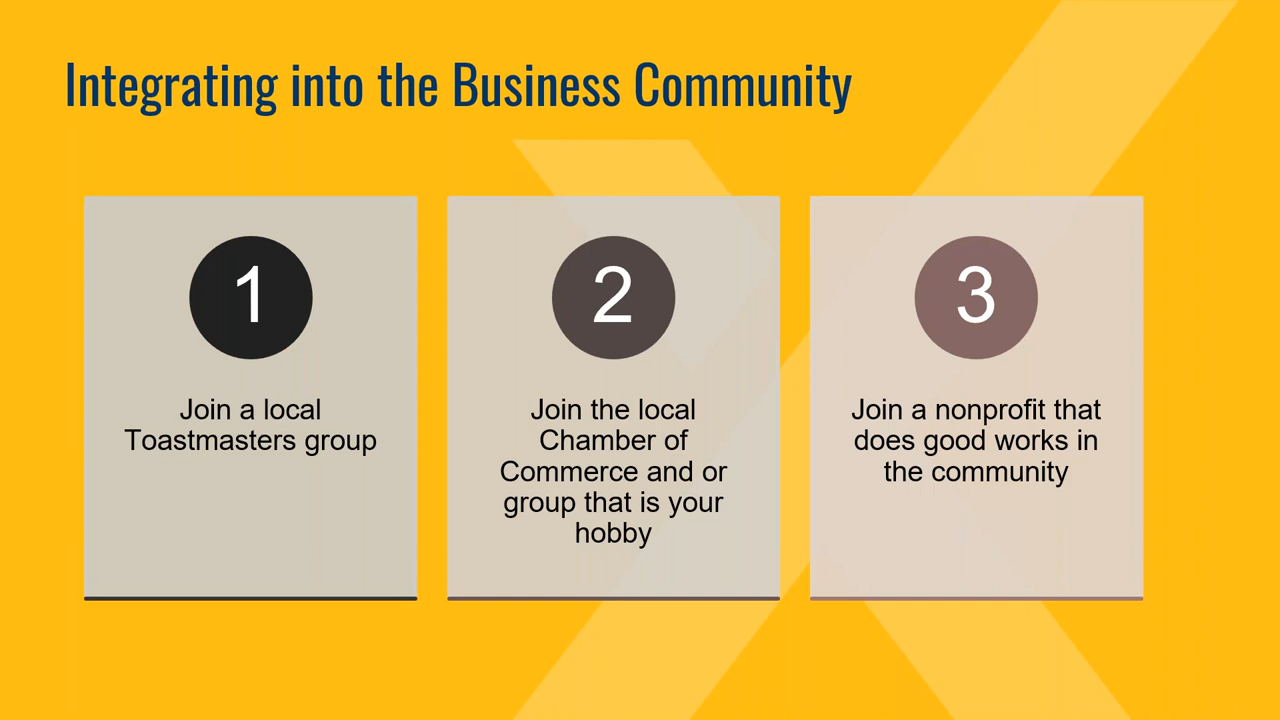 Integrating into the Business Community
1
Join a local
Toastmasters group
2
Join the local
Chamber of
Commerce and or
group that is your
hobby
3
Join a nonprofit that
does good works in
the community